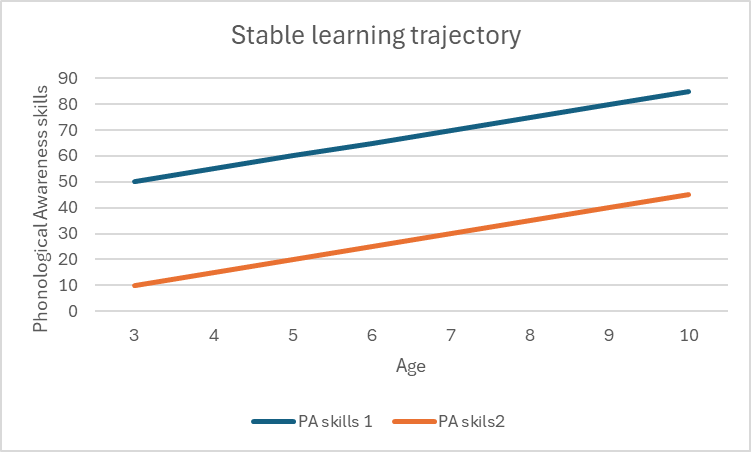 Stable learning trajectory
Phonological Awareness skills
90
80
70
60
50
40
30
20
10
0
3 4 5 6 7 8 9 10
Age
PA skills 1 PA skils2